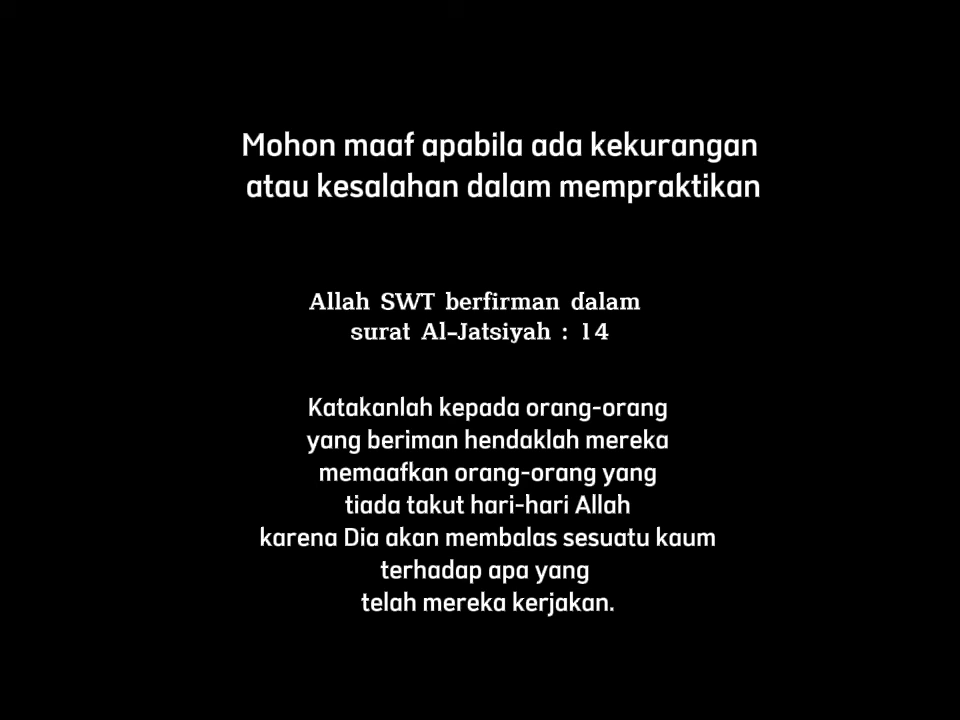 Mohon maaf apabila ada kekurangan
atau kesalahan dalam mempraktikan
Allah SWT berfirman dalam
surat Al-Jatsiyah : 14
Katakanlah kepada orang-orang
yang beriman hendaklah mereka
memaafkan orang-orang yang
tiada takut hari-hari Allah
karena Dia akan membalas sesuatu kaum
terhadap apa yang
telah mereka kerjakan.